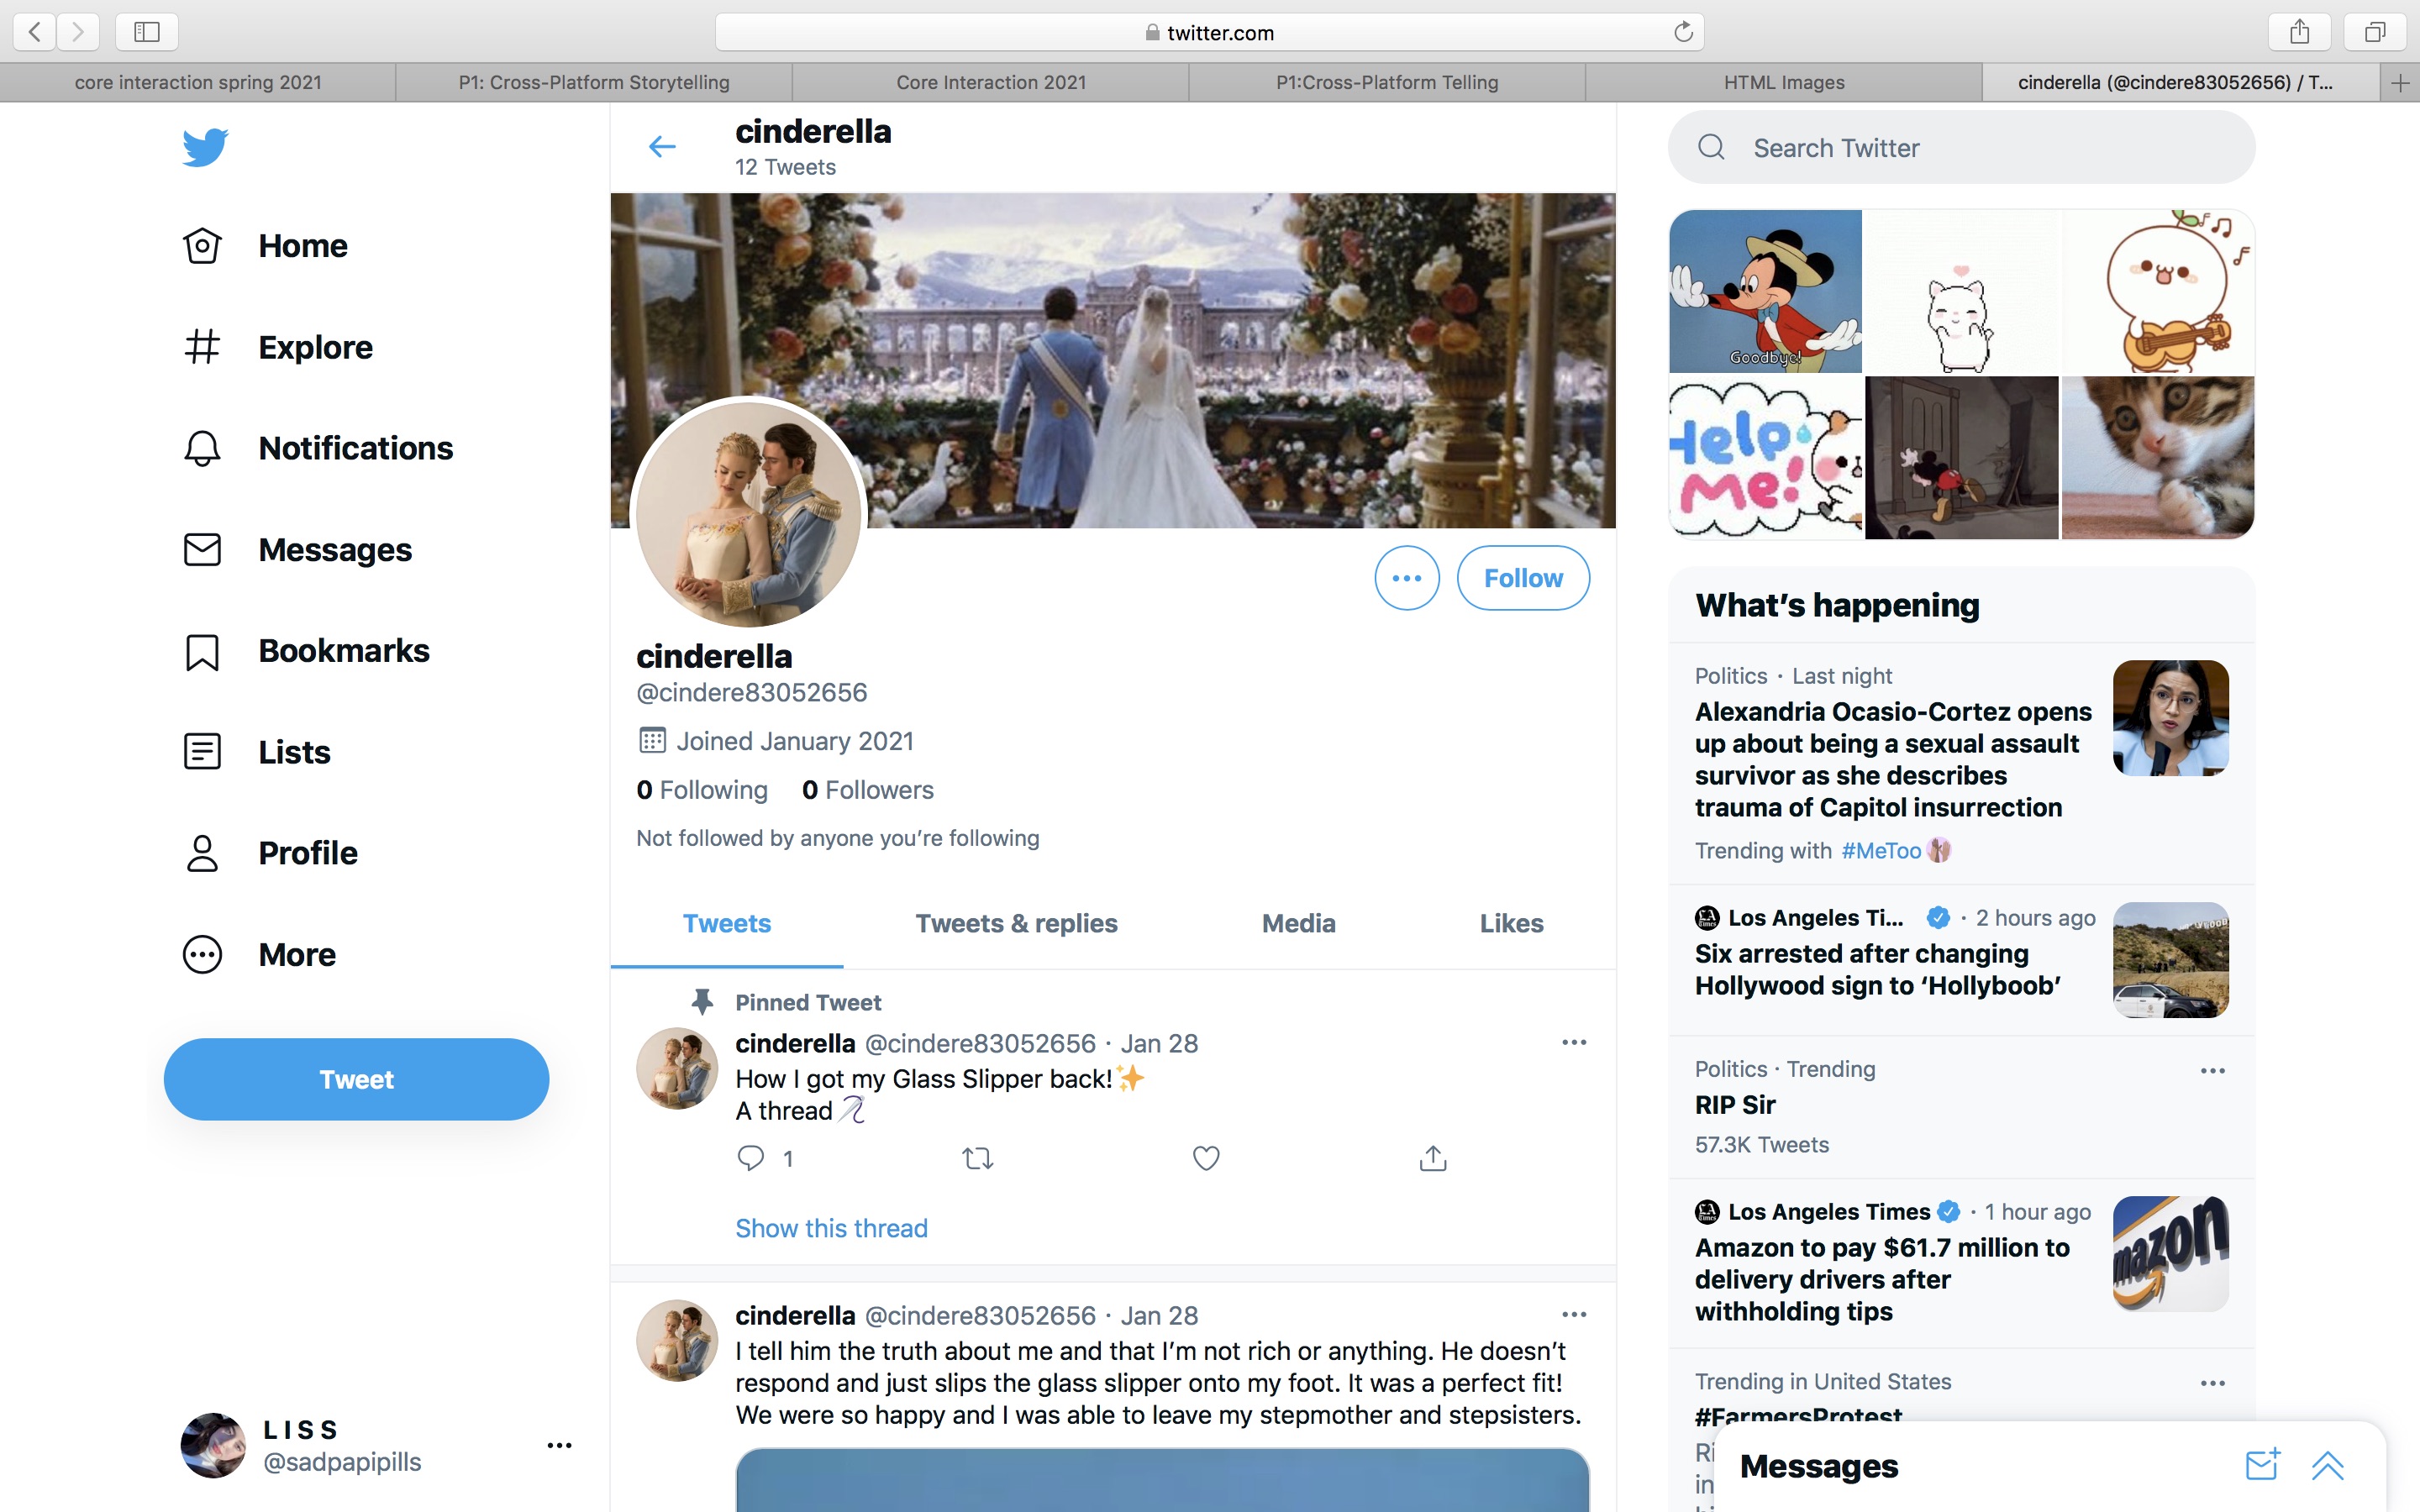 twitter.com
core interaction spring 2021
P1: Cross-Platform Storytelling
Core Interaction 2021
P1:Cross-Platform Telling
HTML Images
cinderella (@cindere83052656) / T...
Home
Explore
Notifications
Messages
Bookmarks
Lists
Profile
More
Tweet
L I S S
@sadpapipills
cinderella
12 Tweets
Follow
cinderella
@cindere83052656
Joined January 2021
0 Following 0 Followers
Not followed by anyone you’re following
Tweets
Tweets & replies
Media
Likes
Pinned Tweet
cinderella @cindere83052656 · Jan 28
How I got my Glass Slipper back!✨
A thread🪡
1
Show this thread
cinderella @cindere83052656 · Jan 28
I tell him the truth about me and that I’m not rich or anything. He doesn’t
respond and just slips the glass slipper onto my foot. It was a perfect fit!
We were so happy and I was able to leave my stepmother and stepsisters.
Search Twitter
Goodbye!
Help
Me!
What’s happening
Politics · Last night
Alexandria Ocasio-Cortez opens
up about being a sexual assault
survivor as she describes
trauma of Capitol insurrection
Trending with #MeToo
Los Angeles Ti... · 2 hours ago
Six arrested after changing
Hollywood sign to ‘Hollyboob’
Politics · Trending
RIP Sir
57.3K Tweets
Los Angeles Times · 1 hour ago
mazon
Amazon to pay $61.7 million to
delivery drivers after
withholding tips
Trending in United States
#FarmersProtest
Ri
in
Messages